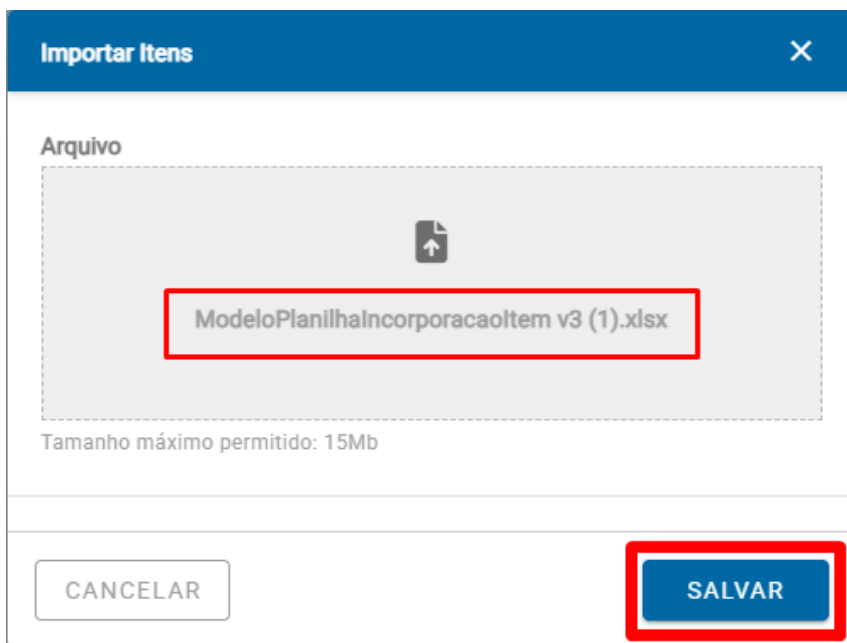 Importar Itens
Arquivo
ModeloPlanilhaIncorporacaoItem v3 (1).xlsx
Tamanho máximo permitido: 15Mb
CANCELAR
SALVAR